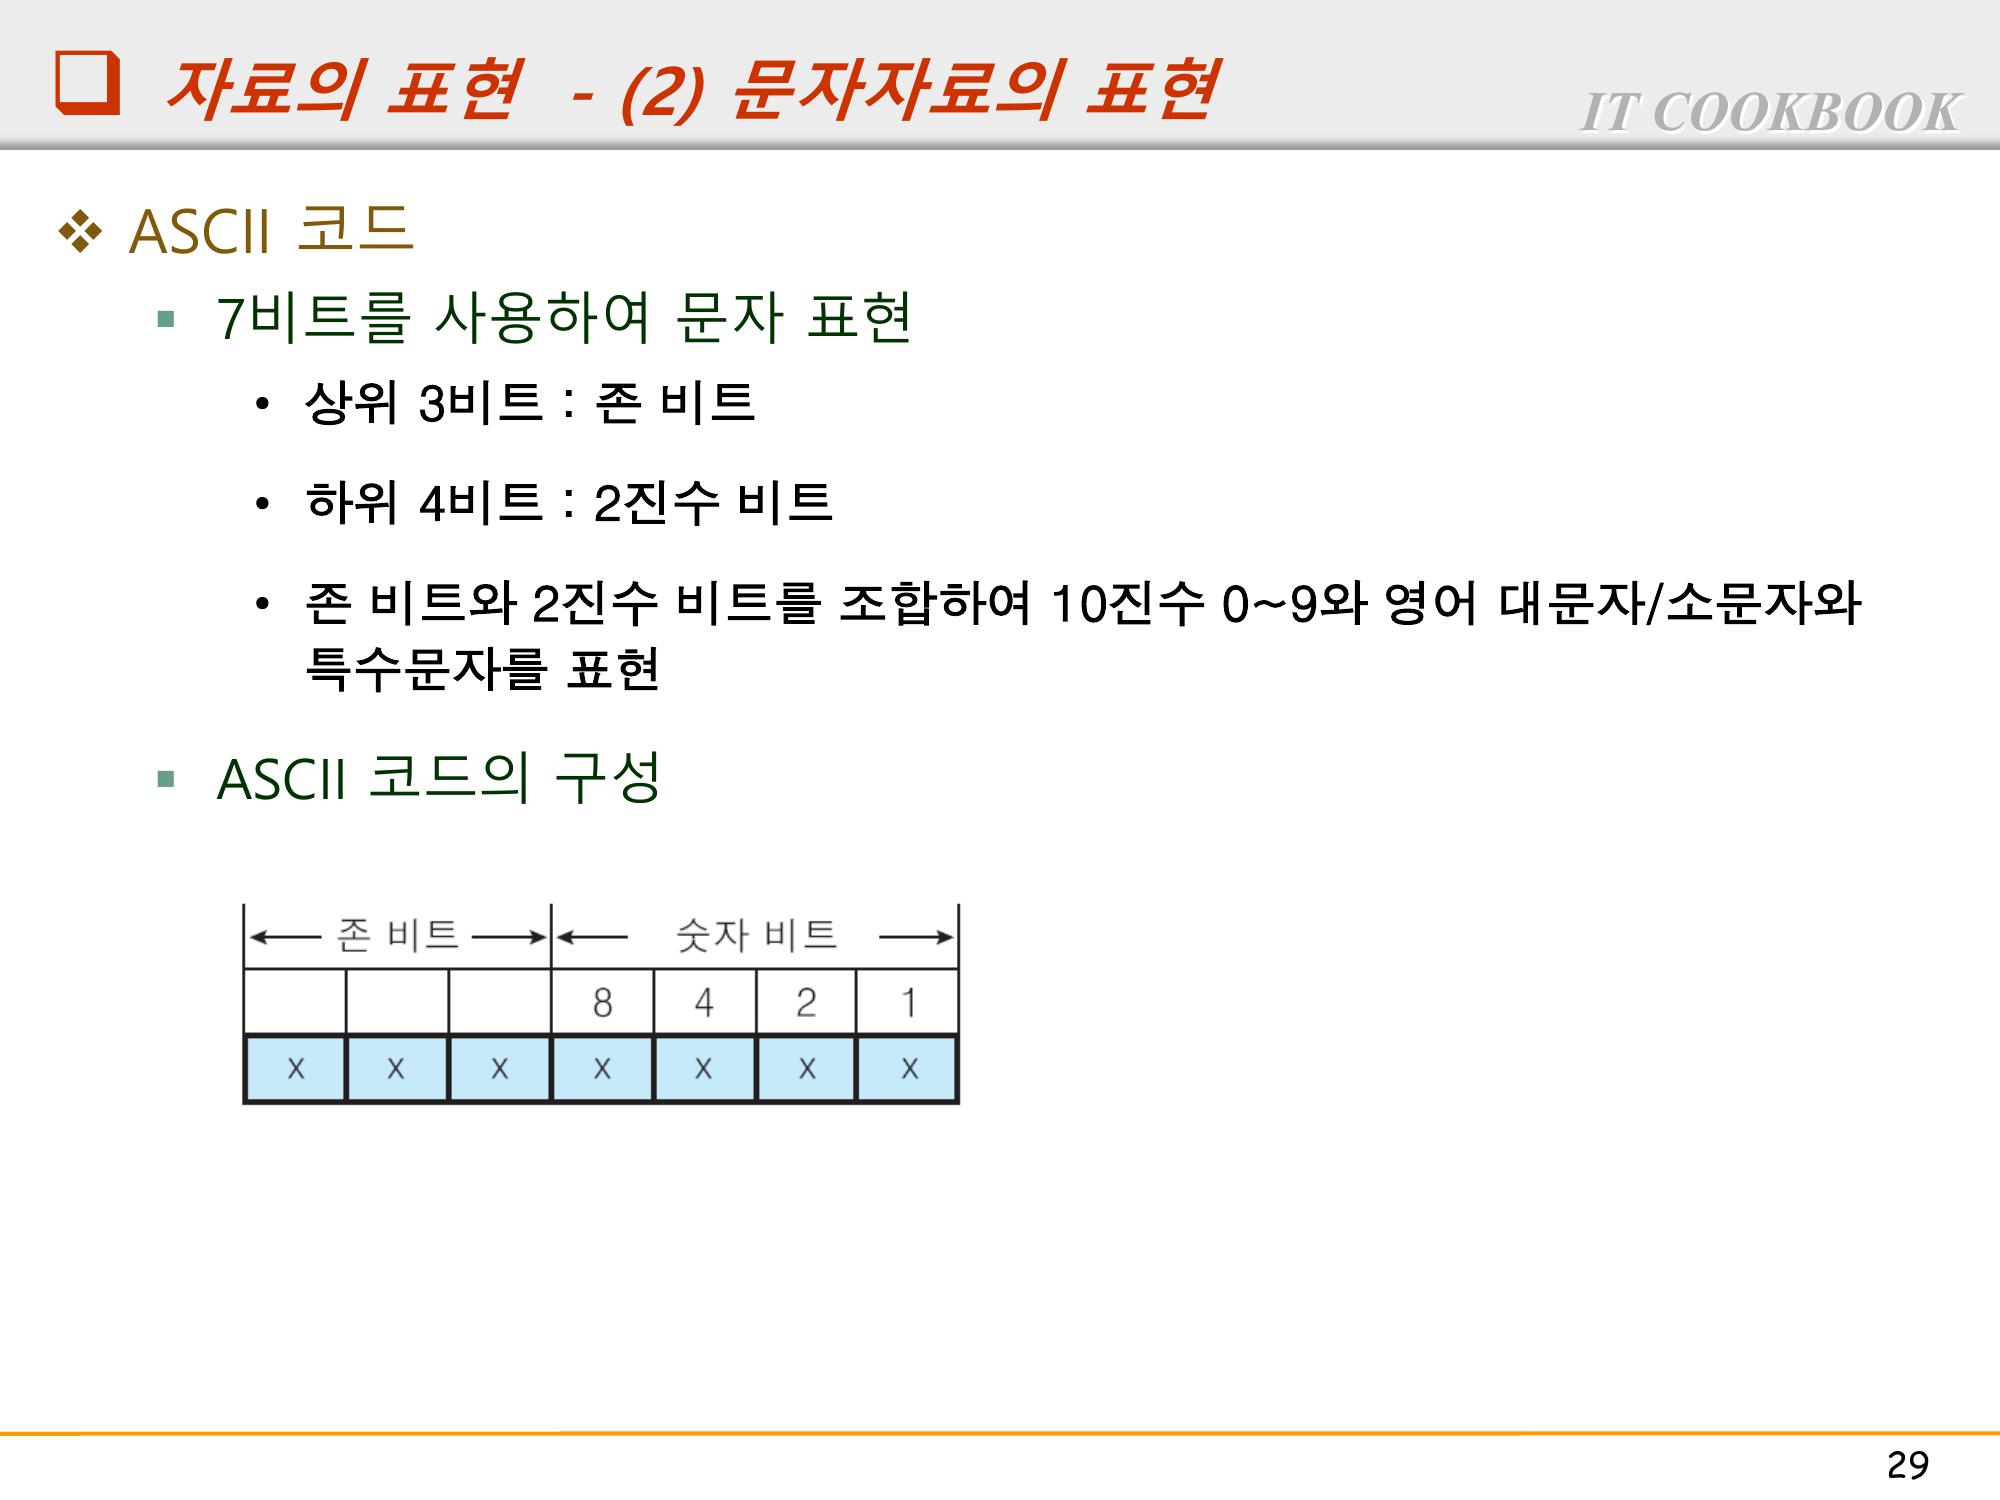 자료의 표현 - (2) 문자자료의 표현
IT COOKBOOK
ASCII 코드
7비트를 사용하여 문자 표현
상위 3비트 : 존 비트
하위 4비트 : 2진수 비트
존 비트와 2진수 비트를 조합하여 10진수 0~9와 영어 대문자/소문자와
특수문자를 표현
ASCII 코드의 구성
존 비트 숫자 비트
8 4 2 1
x x x x x x x
29